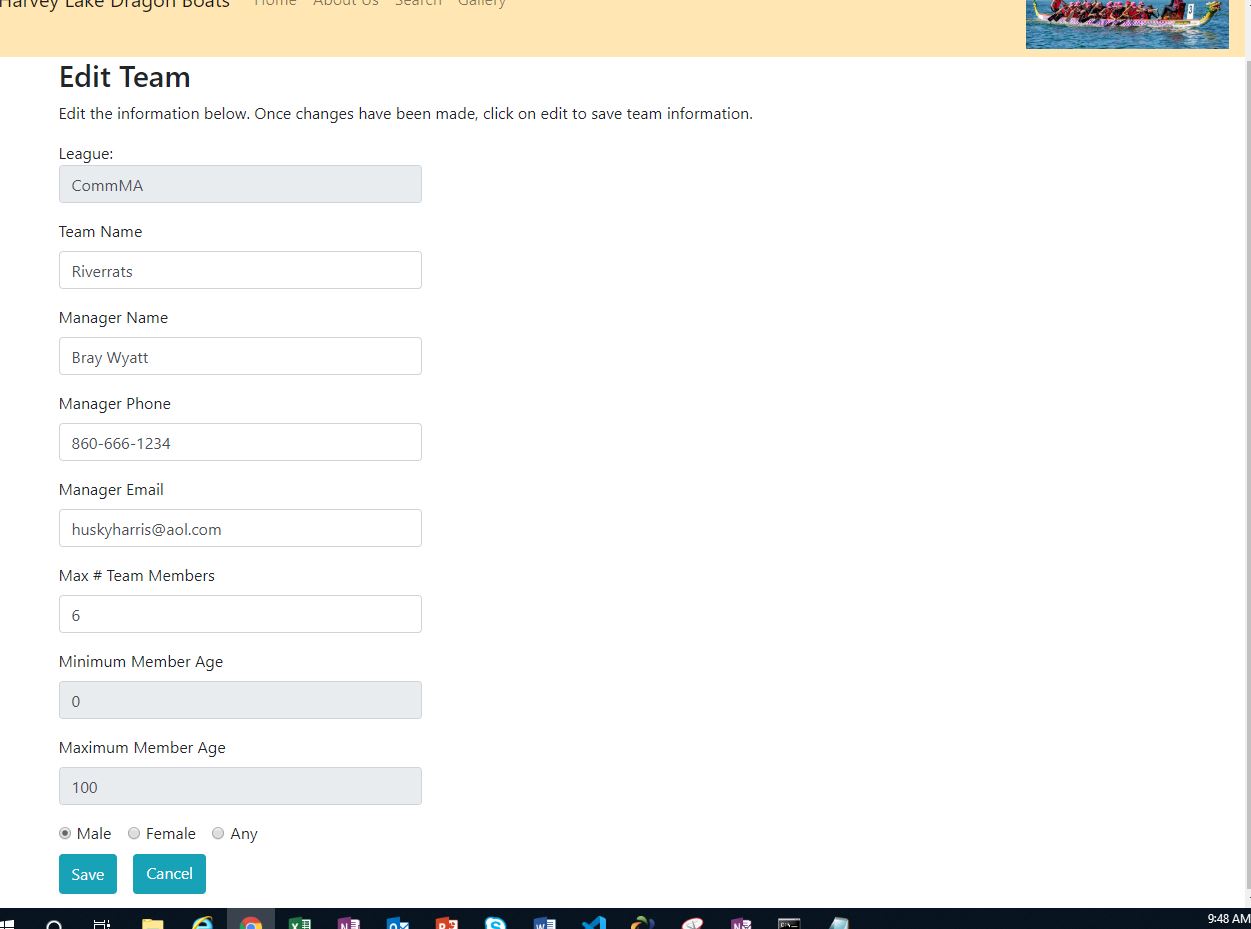 Harvey Lake Dragon Boats Home About Us Search Gallery
Edit Team
Edit the information below. Once changes have been made, click on edit to save team information.
League:
CommMA
Team Name
Riverrats
Manager Name
Bray Wyatt
Manager Phone
860-666-1234
Manager Email
huskyharris@aol.com
Max # Team Members
6
Minimum Member Age
0
Maximum Member Age
100
Male Female Any
Save Cancel
9:48 AM